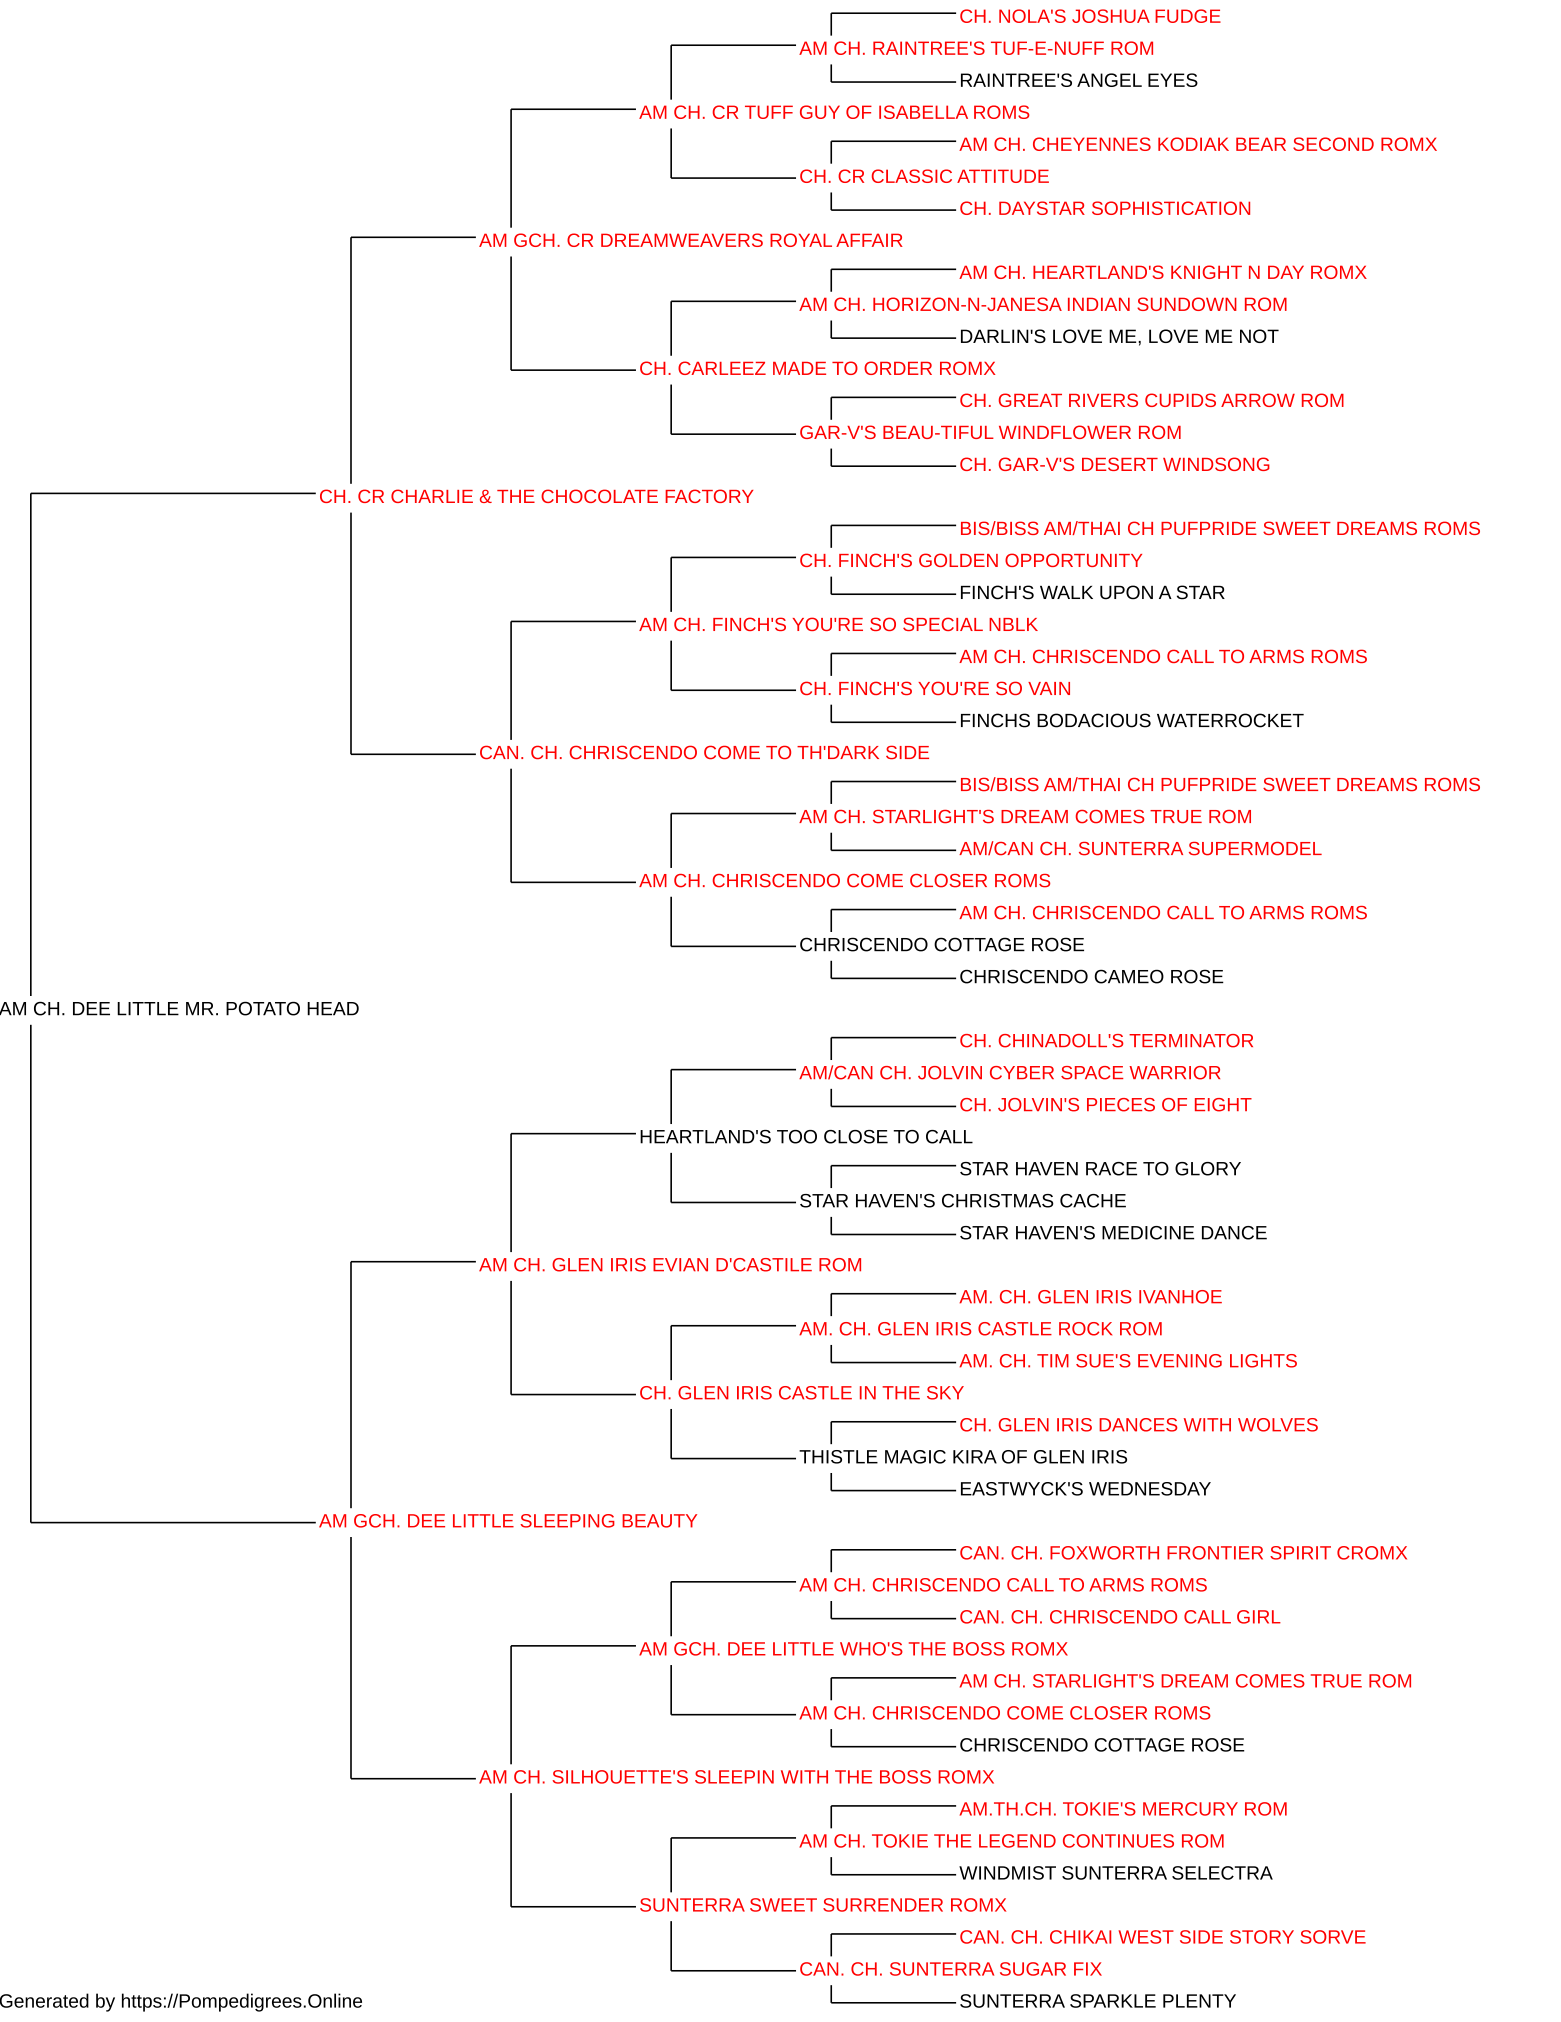 CH. NOLA'S JOSHUA FUDGE
AM CH. RAINTREE'S TUF-E-NUFF ROM
RAINTREE'S ANGEL EYES
AM CH. CR TUFF GUY OF ISABELLA ROMS
AM CH. CHEYENNES KODIAK BEAR SECOND ROMX
CH. CR CLASSIC ATTITUDE
CH. DAYSTAR SOPHISTICATION
AM GCH. CR DREAMWEAVERS ROYAL AFFAIR
AM CH. HEARTLAND'S KNIGHT N DAY ROMX
AM CH. HORIZON-N-JANESA INDIAN SUNDOWN ROM
DARLIN'S LOVE ME, LOVE ME NOT
CH. CARLEEZ MADE TO ORDER ROMX
CH. GREAT RIVERS CUPIDS ARROW ROM
GAR-V'S BEAU-TIFUL WINDFLOWER ROM
CH. GAR-V'S DESERT WINDSONG
CH. CR CHARLIE & THE CHOCOLATE FACTORY
BIS/BISS AM/THAI CH PUFPRIDE SWEET DREAMS ROMS
CH. FINCH'S GOLDEN OPPORTUNITY
FINCH'S WALK UPON A STAR
AM CH. FINCH'S YOU'RE SO SPECIAL NBLK
AM CH. CHRISCENDO CALL TO ARMS ROMS
CH. FINCH'S YOU'RE SO VAIN
FINCHS BODACIOUS WATERROCKET
CAN. CH. CHRISCENDO COME TO TH'DARK SIDE
BIS/BISS AM/THAI CH PUFPRIDE SWEET DREAMS ROMS
AM CH. STARLIGHT'S DREAM COMES TRUE ROM
AM/CAN CH. SUNTERRA SUPERMODEL
AM CH. CHRISCENDO COME CLOSER ROMS
AM CH. CHRISCENDO CALL TO ARMS ROMS
CHRISCENDO COTTAGE ROSE
CHRISCENDO CAMEO ROSE
AM CH. DEE LITTLE MR. POTATO HEAD
CH. CHINADOLL'S TERMINATOR
AM/CAN CH. JOLVIN CYBER SPACE WARRIOR
CH. JOLVIN'S PIECES OF EIGHT
HEARTLAND'S TOO CLOSE TO CALL
STAR HAVEN RACE TO GLORY
STAR HAVEN'S CHRISTMAS CACHE
STAR HAVEN'S MEDICINE DANCE
AM CH. GLEN IRIS EVIAN D'CASTILE ROM
AM. CH. GLEN IRIS IVANHOE
AM. CH. GLEN IRIS CASTLE ROCK ROM
AM. CH. TIM SUE'S EVENING LIGHTS
CH. GLEN IRIS CASTLE IN THE SKY
CH. GLEN IRIS DANCES WITH WOLVES
THISTLE MAGIC KIRA OF GLEN IRIS
EASTWYCK'S WEDNESDAY
AM GCH. DEE LITTLE SLEEPING BEAUTY
CAN. CH. FOXWORTH FRONTIER SPIRIT CROMX
AM CH. CHRISCENDO CALL TO ARMS ROMS
CAN. CH. CHRISCENDO CALL GIRL
AM GCH. DEE LITTLE WHO'S THE BOSS ROMX
AM CH. STARLIGHT'S DREAM COMES TRUE ROM
AM CH. CHRISCENDO COME CLOSER ROMS
CHRISCENDO COTTAGE ROSE
AM CH. SILHOUETTE'S SLEEPIN WITH THE BOSS ROMX
AM.TH.CH. TOKIE'S MERCURY ROM
AM CH. TOKIE THE LEGEND CONTINUES ROM
WINDMIST SUNTERRA SELECTRA
SUNTERRA SWEET SURRENDER ROMX
CAN. CH. CHIKAI WEST SIDE STORY SORVE
CAN. CH. SUNTERRA SUGAR FIX
SUNTERRA SPARKLE PLENTY
Generated by https://Pompedigrees.Online